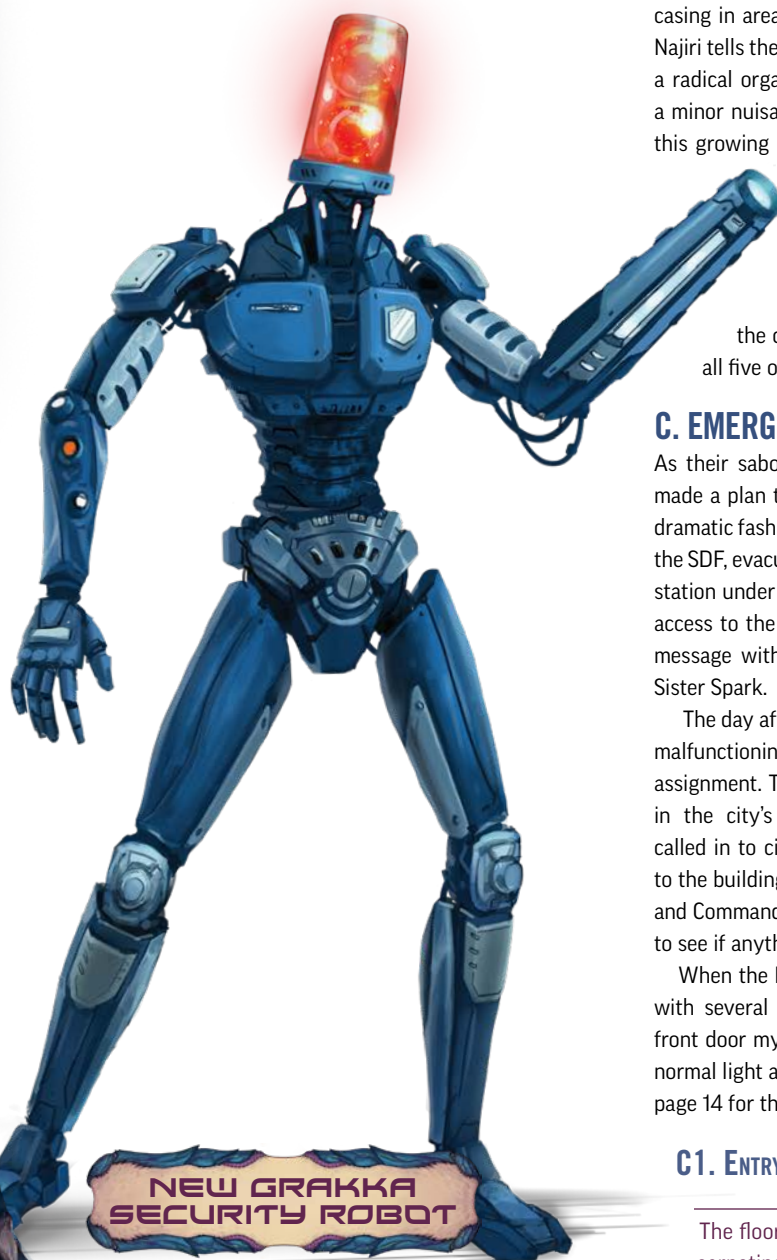 casing in area
Najiri tells the
a radical orga
a minor nuisa
this growing
the c
all five o
C. EMERG
As their sabo
made a plan t
dramatic fash
the SDF, evacu
station under
access to the
message with
Sister Spark.
The day af
malfunctionin
assignment. T
in the city's
called in to ci
to the building
and Command
to see if anyth
When the
with several
front door my
normal light a
page 14 for th
C1. ENTRY
The floor
NEW GRAKKA
SECURITY ROBOT